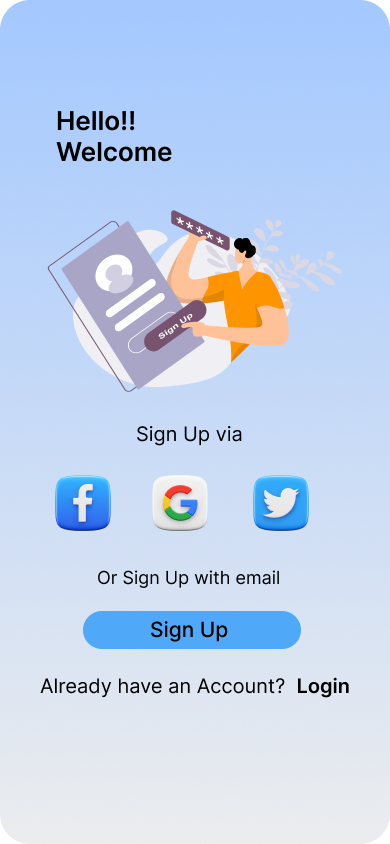 Hello!!
Welcome
*****
Sign Up
Sign Up via
Or Sign Up with email
Sign Up
Already have an Account? Login